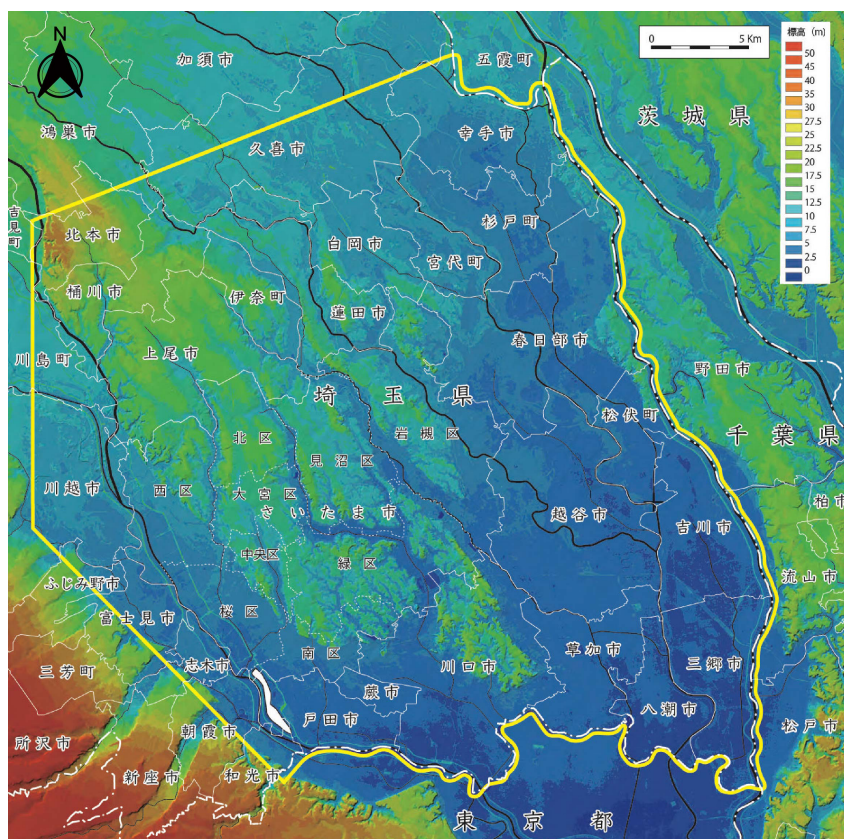 N
加須市
五霞町
0 5 Km
標高 (m)
50
45
40
35
30
27.5
25
22.5
20
17.5
15
12.5
10
7.5
5
2.5
0
茨城県
鴻巣市
久喜市
幸手市
吉見町
北本市
杉戸町
白岡市
宮代町
桶川市
伊奈町
蓮田市
川島町
上尾市
春日部市
野田市
埼玉県
松伏町
千葉県
北区
岩槻区
見沼区
川越市
西区
大宮区
さいたま市
越谷市
吉川市
柏市
中央区
緑区
流山市
ふじみ野市
富士見市
桜区
南区
三芳町
志木市
川口市
草加市
三郷市
蕨市
戸田市
八潮市
松戸市
所沢市
朝霞市
新座市
和光市
東京都